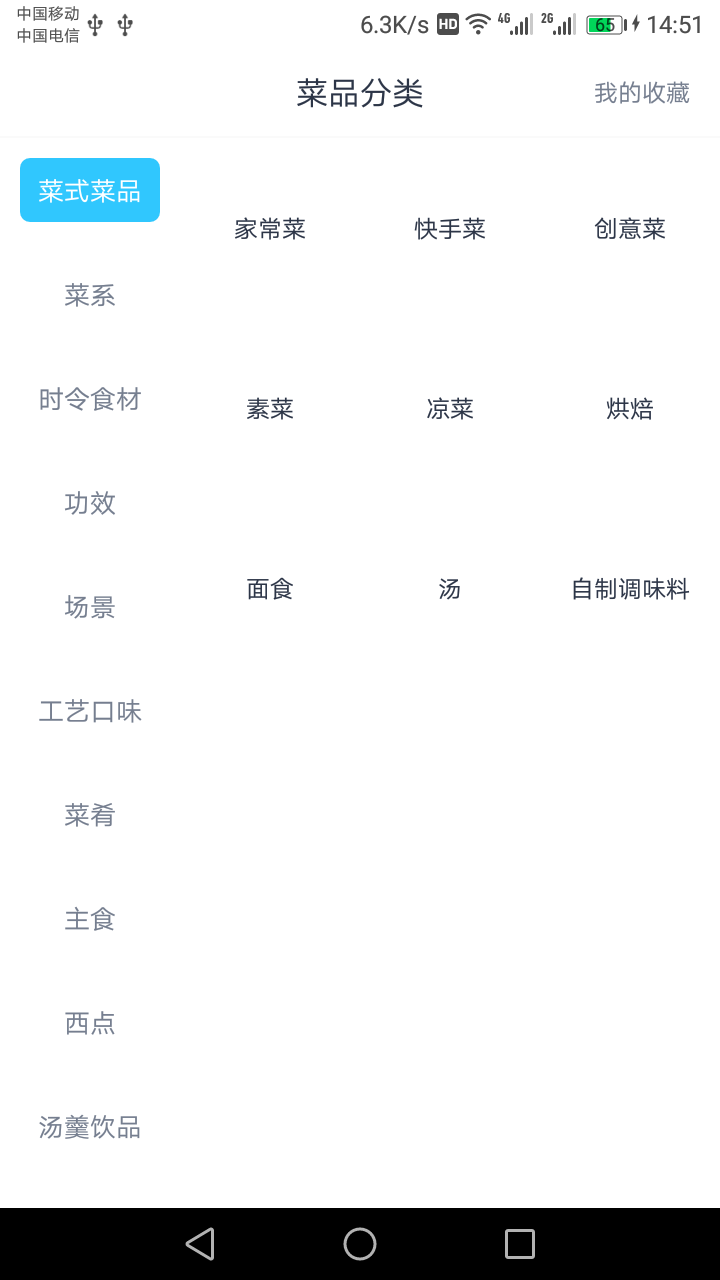 中国移动
中国电信
6.3K/s HD 4G 2G 65 14:51
菜品分类
我的收藏
菜式菜品
家常菜 快手菜 创意菜
菜系
时令食材
素菜 凉菜 烘焙
功效
面食 汤 自制调味料
场景
工艺口味
菜肴
主食
西点
汤羹饮品